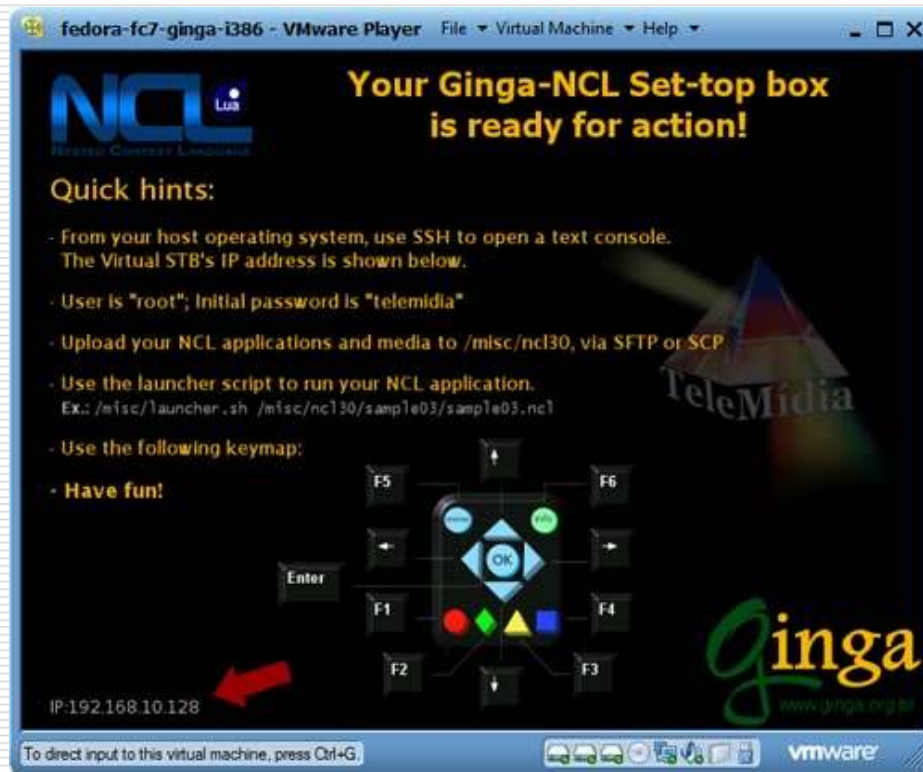 fedora-fc7-ginga-i386 - VMware Player File Virtual Machine Help
NCL
Lua
NESTED CONTEXT LANGUAGE
Your Ginga-NCL Set-top box
is ready for action!
Quick hints:
- From your host operating system, use SSH to open a text console.
The Virtual STB's IP address is shown below.
- User is "root"; Initial password is "telemidia"
- Upload your NCL applications and media to /misc/ncl30, via SFTP or SCP
- Use the launcher script to run your NCL application.
Ex.: /misc/launcher.sh /misc/ncl30/sample03/sample03.ncl
- Use the following keymap:
- Have fun!
TeleMídia
F5
F6
menu
info
OK
Enter
F1
F4
F2
F3
ginga
www.ginga.org.br
IP:192.168.10.128
To direct input to this virtual machine, press Ctrl+G.
vmware